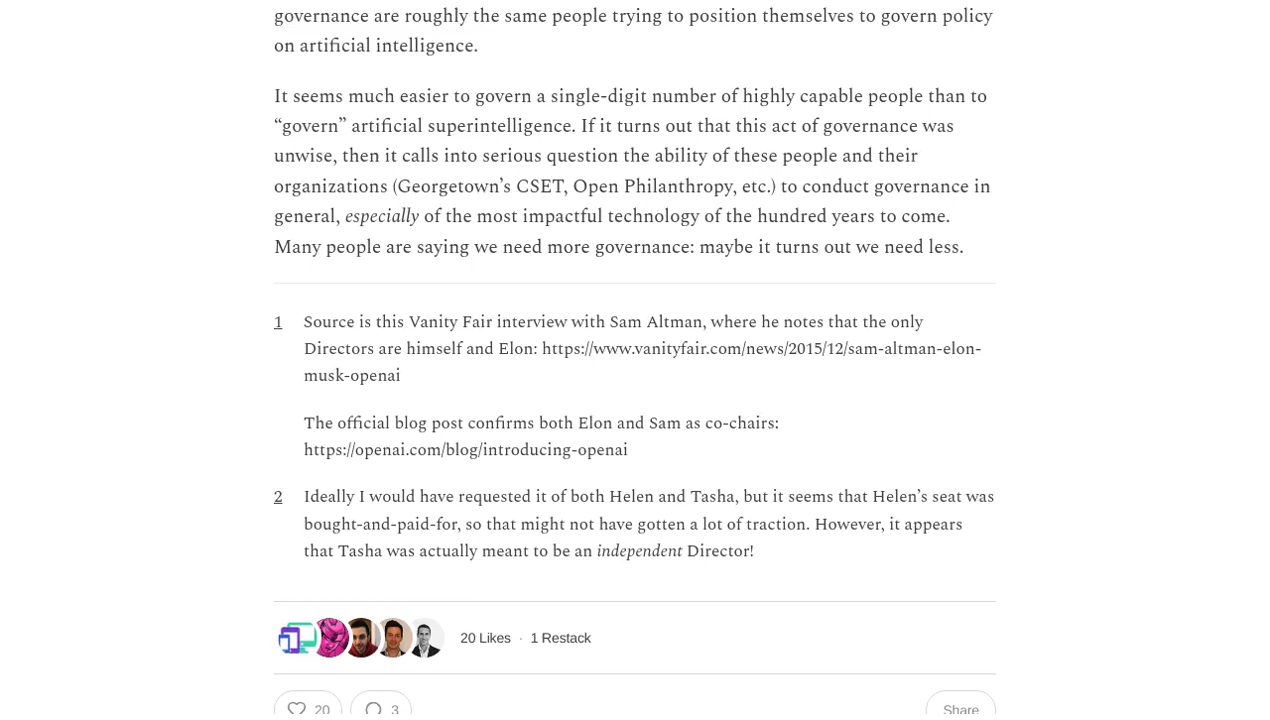 governance are roughly the same people trying to position themselves to govern policy
on artificial intelligence.
It seems much easier to govern a single-digit number of highly capable people than to
“govern” artificial superintelligence. If it turns out that this act of governance was
unwise, then it calls into serious question the ability of these people and their
organizations (Georgetown’s CSET, Open Philanthropy, etc.) to conduct governance in
general, especially of the most impactful technology of the hundred years to come.
Many people are saying we need more governance: maybe it turns out we need less.
1 Source is this Vanity Fair interview with Sam Altman, where he notes that the only
Directors are himself and Elon: https://www.vanityfair.com/news/2015/12/sam-altman-elon-
musk-openai
The official blog post confirms both Elon and Sam as co-chairs:
https://openai.com/blog/introducing-openai
2 Ideally I would have requested it of both Helen and Tasha, but it seems that Helen’s seat was
bought-and-paid-for, so that might not have gotten a lot of traction. However, it appears
that Tasha was actually meant to be an independent Director!
20 Likes · 1 Restack
20 3 Share